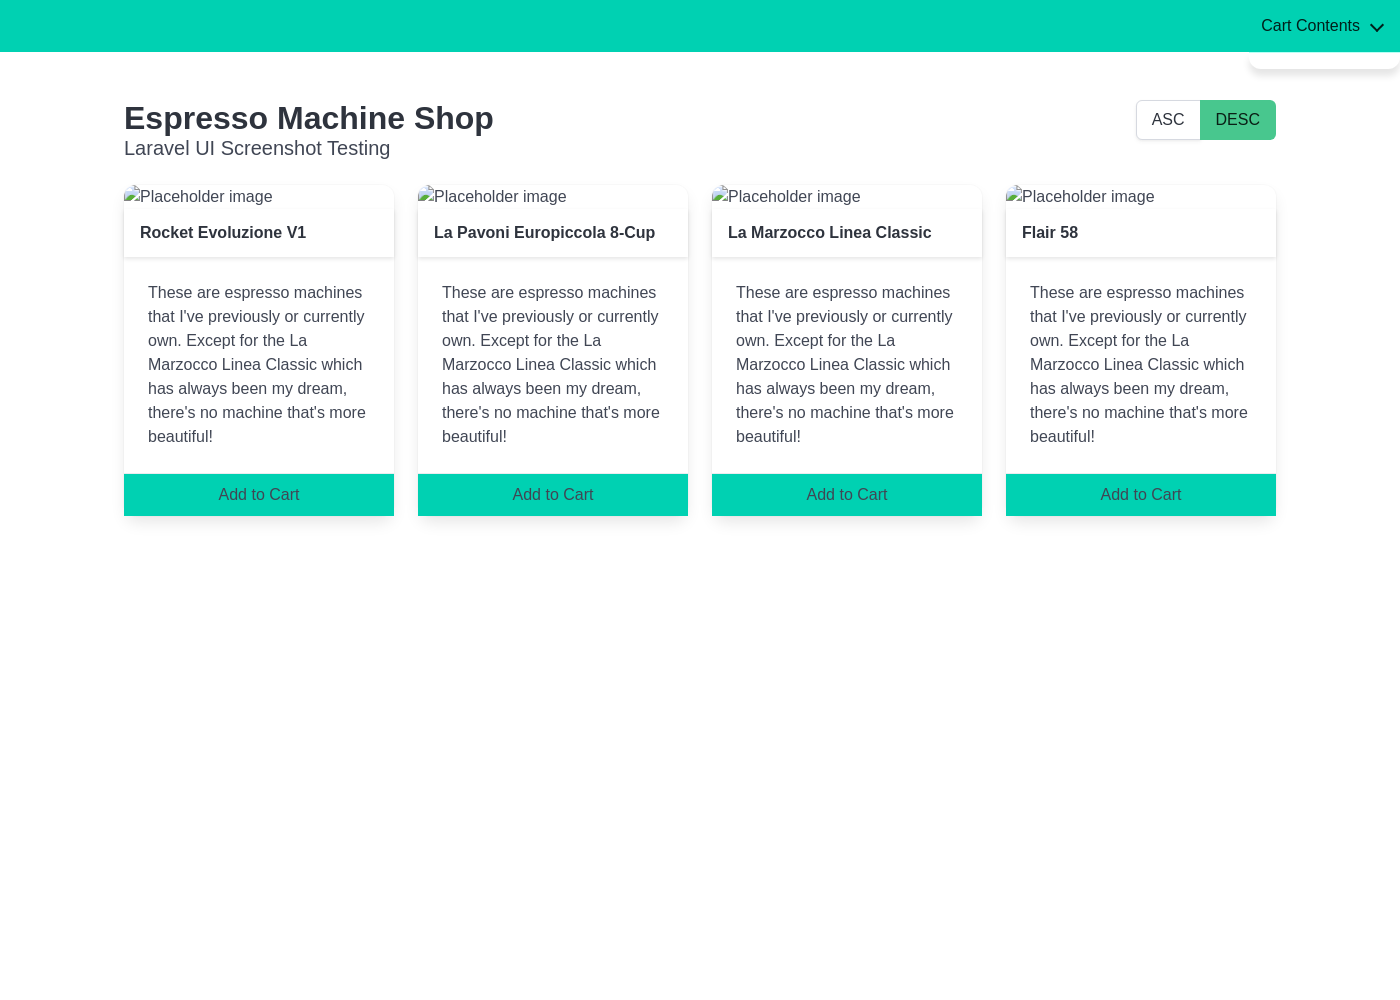 Cart Contents
Espresso Machine Shop
Laravel UI Screenshot Testing
ASC
DESC
Placeholder image
Rocket Evoluzione V1
These are espresso machines
that I've previously or currently
own. Except for the La
Marzocco Linea Classic which
has always been my dream,
there's no machine that's more
beautiful!
Add to Cart
Placeholder image
La Pavoni Europiccola 8-Cup
These are espresso machines
that I've previously or currently
own. Except for the La
Marzocco Linea Classic which
has always been my dream,
there's no machine that's more
beautiful!
Add to Cart
Placeholder image
La Marzocco Linea Classic
These are espresso machines
that I've previously or currently
own. Except for the La
Marzocco Linea Classic which
has always been my dream,
there's no machine that's more
beautiful!
Add to Cart
Placeholder image
Flair 58
These are espresso machines
that I've previously or currently
own. Except for the La
Marzocco Linea Classic which
has always been my dream,
there's no machine that's more
beautiful!
Add to Cart